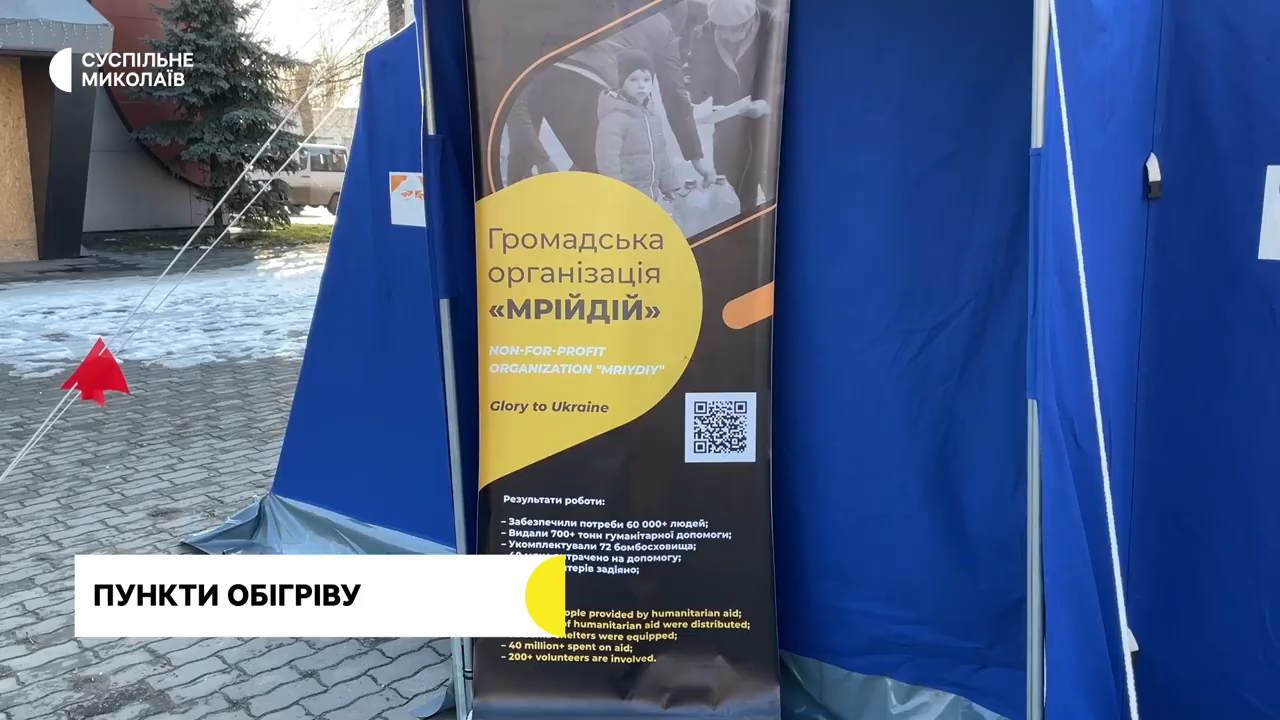 СУСПІЛЬНЕ
МИКОЛАЇВ
Громадська
організація
«МРІЙДІЙ»
NON-FOR-PROFIT
ORGANIZATION "MRIYDIY"
Glory to Ukraine
Результати роботи:
– Забезпечили потреби 60 000+ людей;
– Видали 700+ тонн гуманітарної допомоги;
– Укомплектували 72 бомбосховища;
витрачено на допомогу;
задіяно;
provided by humanitarian aid;
of humanitarian aid were distributed;
were equipped;
– 40 million+ spent on aid;
– 200+ volunteers are involved.
ПУНКТИ ОБІГРІВУ